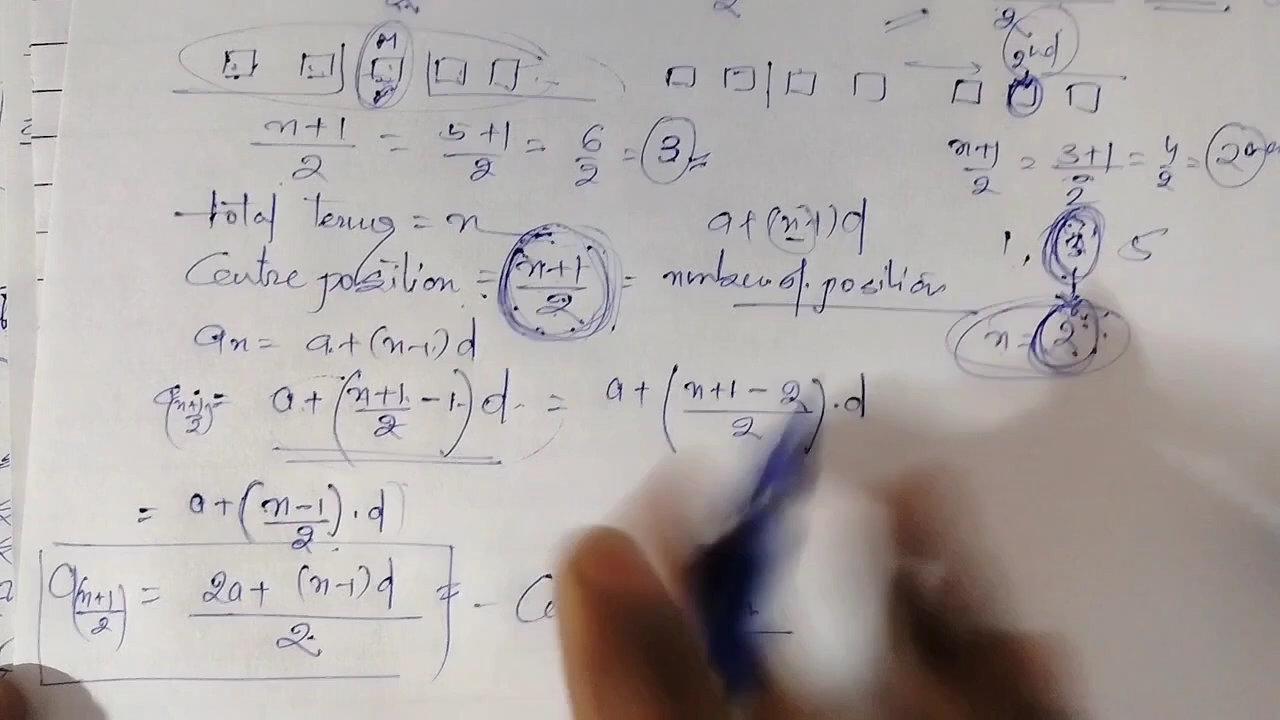 2nd
n+1/2 = 5+1/2 = 6/2 = 3
n+1/2 = 3+1/2 = 4/2 = 2
total terms = n
a+(n-1)d
1, 3, 5
Centre position = n+1/2 = number of position
n = 2
an = a+(n-1)d
a(n+1/2) = a+(n+1/2 - 1)d = a+(n+1-2/2).d
= a+(n-1/2).d
a(n+1/2) = 2a+(n-1)d/2